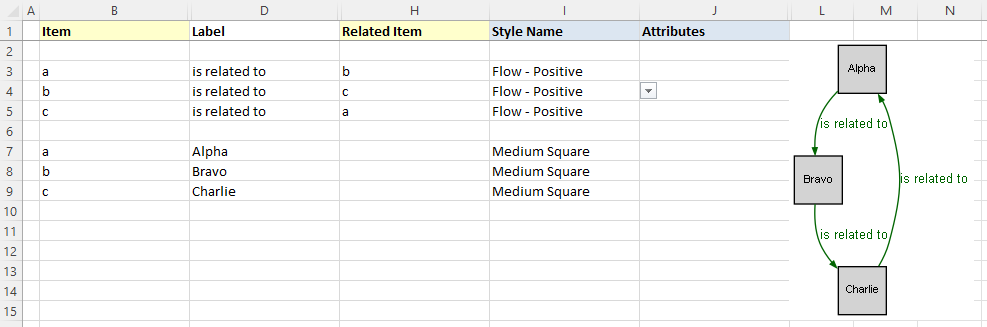 A B D H I J L M N
1 Item Label Related Item Style Name Attributes
2
3 a is related to b Flow - Positive
4 b is related to c Flow - Positive
5 c is related to a Flow - Positive
6
7 a Alpha Medium Square
8 b Bravo Medium Square
9 c Charlie Medium Square
10
11
12
13
14
15
Alpha
is related to
Bravo
is related to
is related to
Charlie